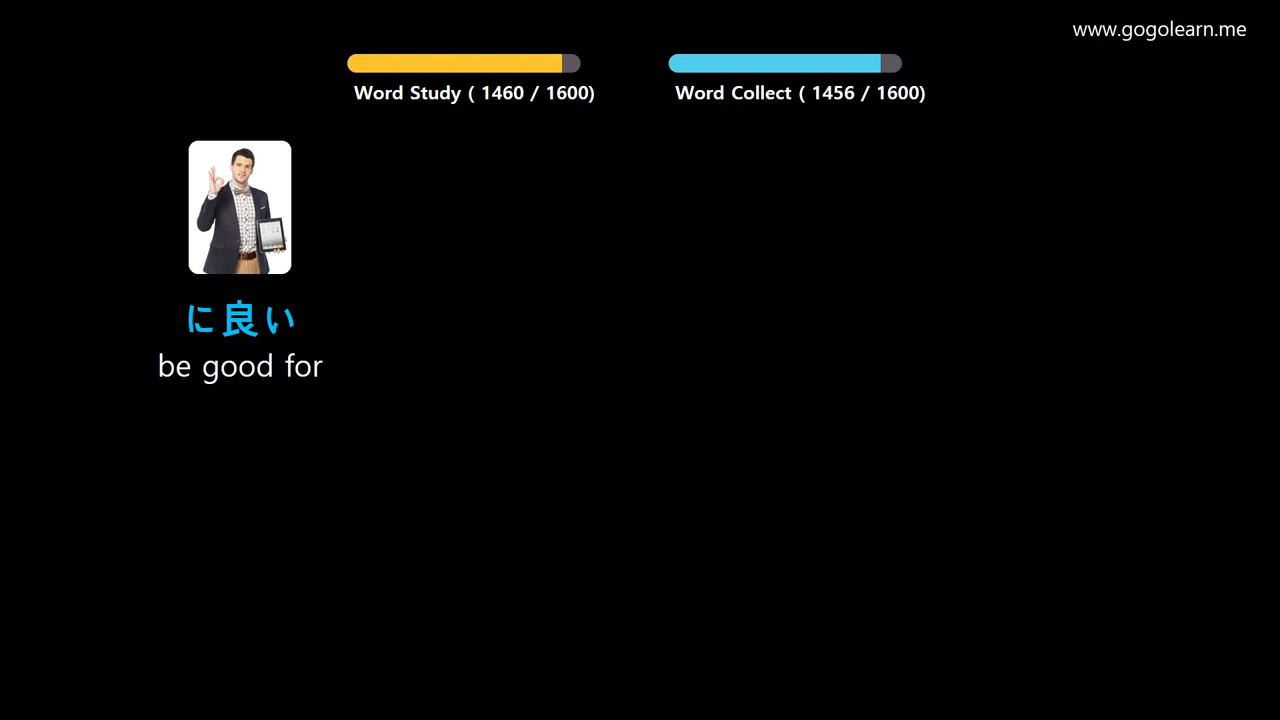 www.gogolearn.me
Word Study ( 1460 / 1600)
Word Collect ( 1456 / 1600)
に良い
be good for